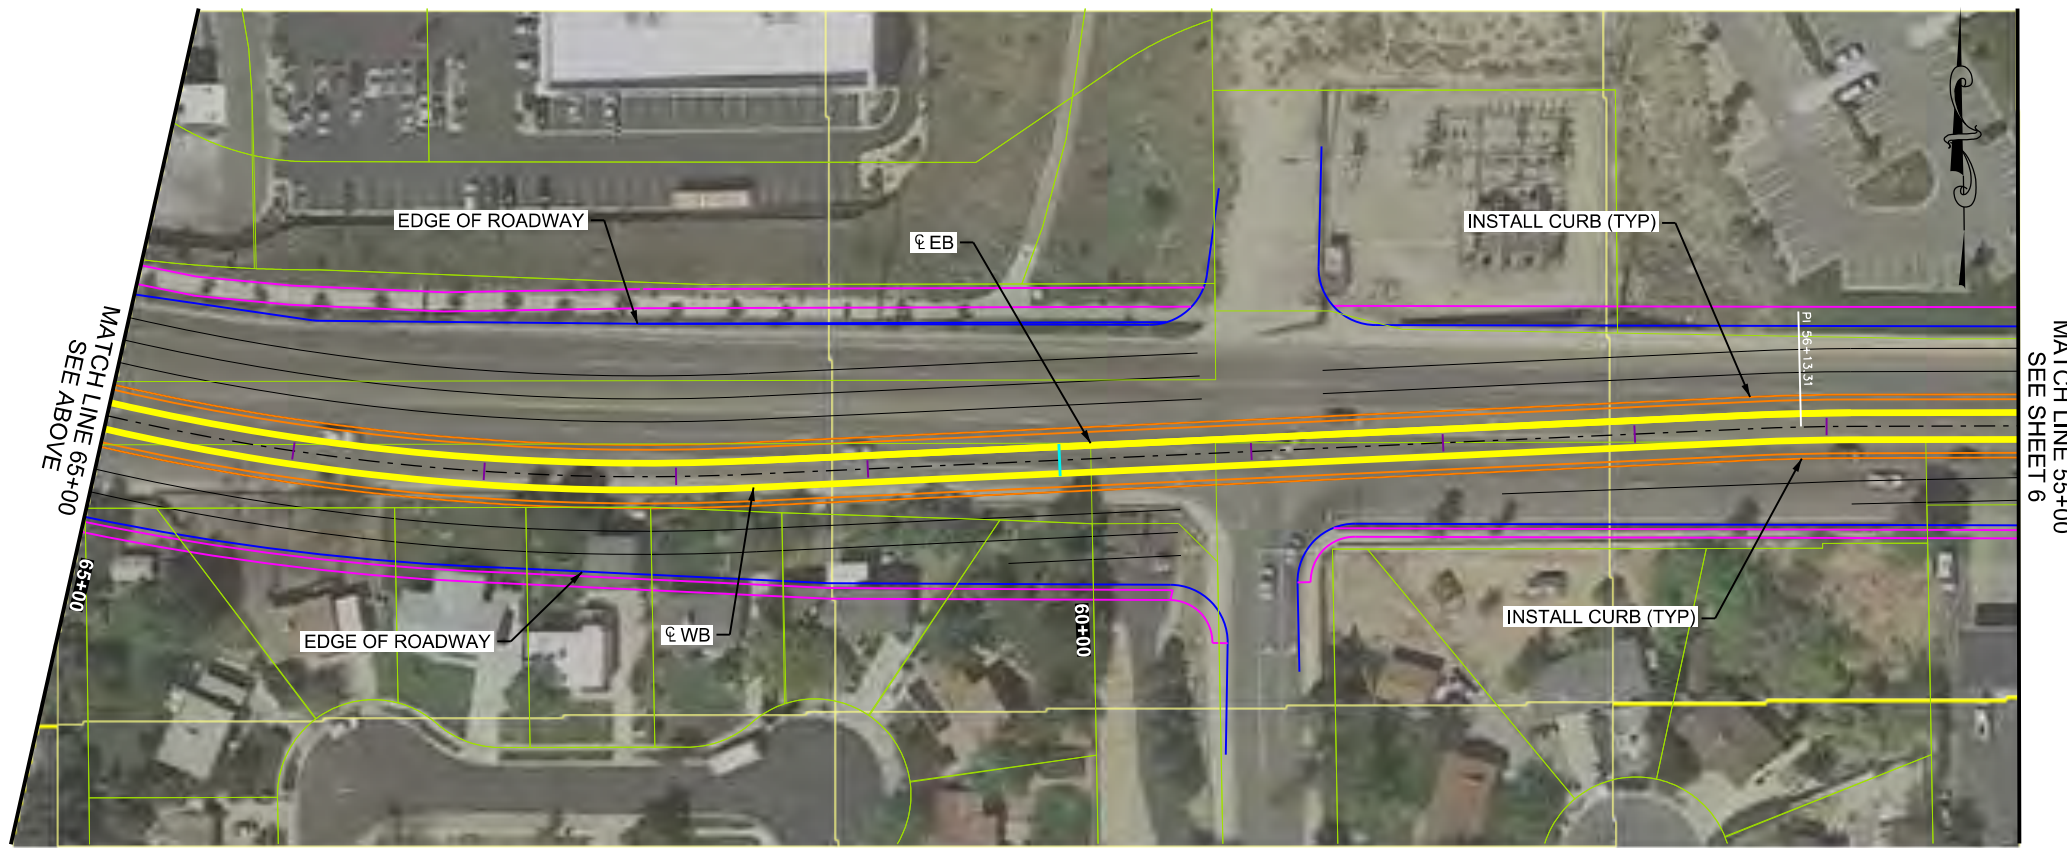 EDGE OF ROADWAY
℄ EB
INSTALL CURB (TYP)
PI 56+13.31
MATCH LINE 65+00
SEE ABOVE
MATCH LINE 55+00
SEE SHEET 6
65+00
EDGE OF ROADWAY
℄ WB
60+00
INSTALL CURB (TYP)